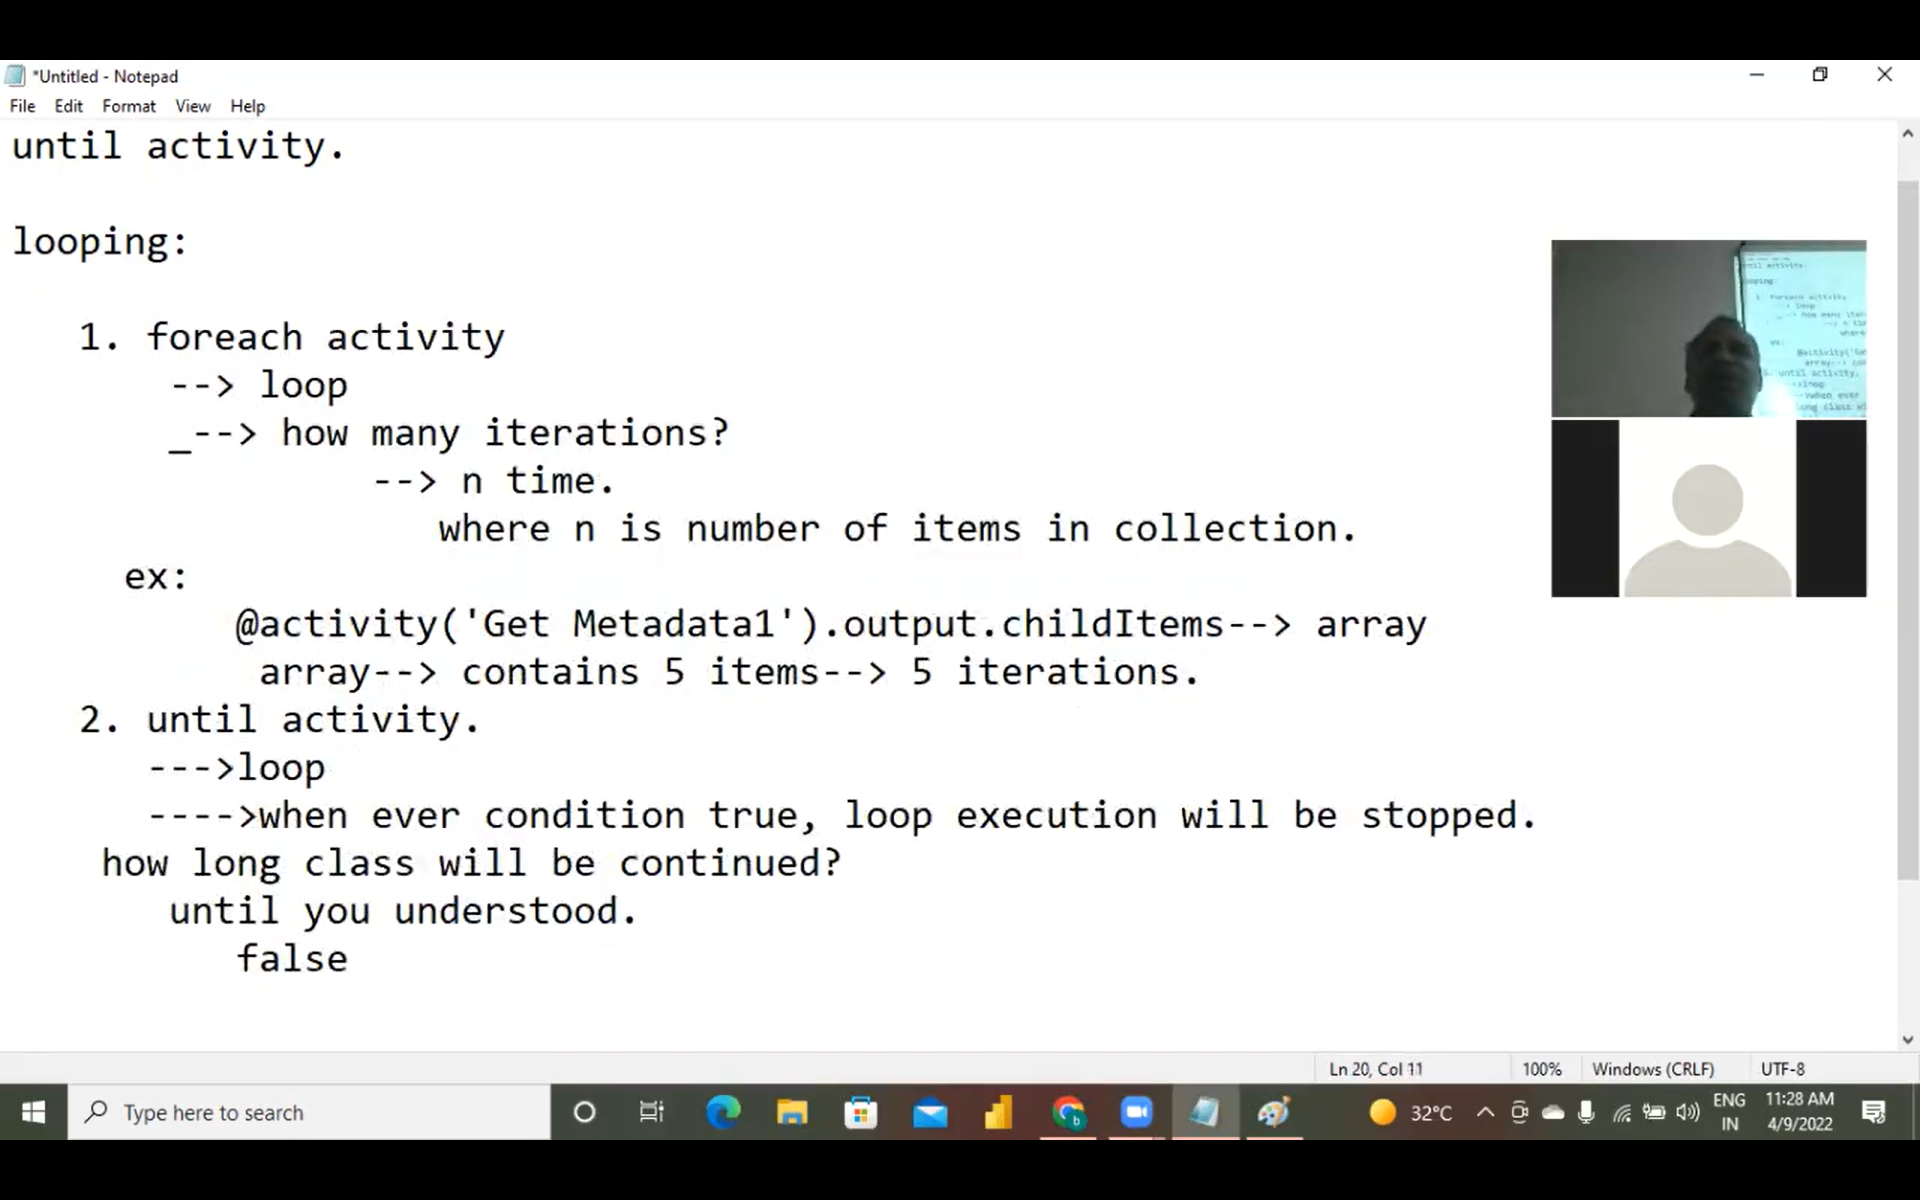 *Untitled - Notepad
File Edit Format View Help
until activity.
looping:
1. foreach activity
--> loop
_--> how many iterations?
--> n time.
where n is number of items in collection.
ex:
@activity('Get Metadata1').output.childItems--> array
array--> contains 5 items--> 5 iterations.
2. until activity.
--->loop
---->when ever condition true, loop execution will be stopped.
how long class will be continued?
until you understood.
false
Ln 20, Col 11 100% Windows (CRLF) UTF-8
Type here to search
32°C
ENG
IN
11:28 AM
4/9/2022